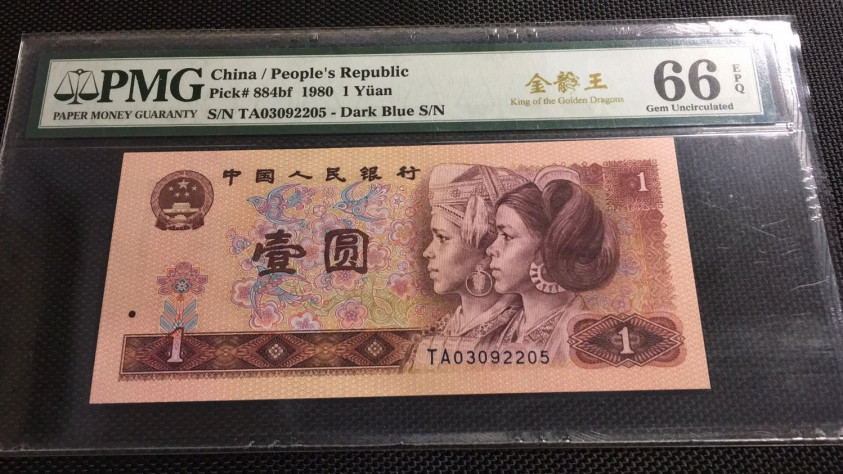 PMG
PAPER MONEY GUARANTY
China / People's Republic
Pick# 884bf 1980 1 Yüan
S/N TA03092205 - Dark Blue S/N
金龍王
King of the Golden Dragons
66
EPQ
Gem Uncirculated
中国人民银行
1
壹圆
1
1
TA03092205